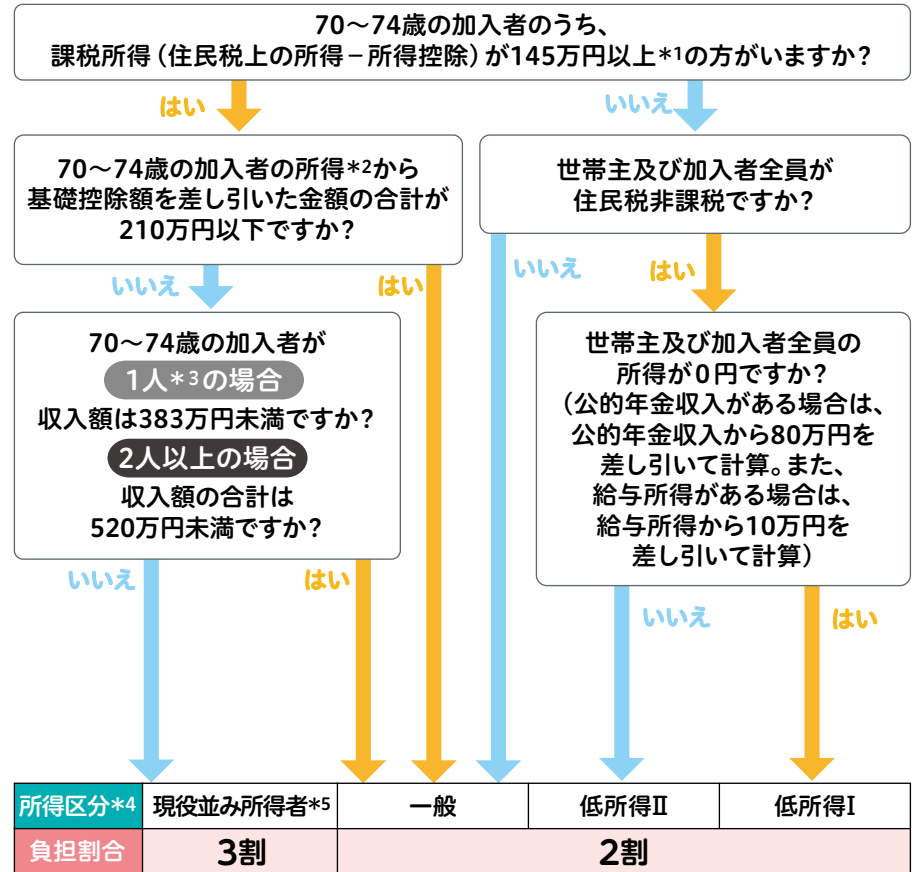 70〜74歳の加入者のうち、
課税所得（住民税上の所得−所得控除）が145万円以上*1の方がいますか？
はい
いいえ
70〜74歳の加入者の所得*2から
基礎控除額を差し引いた金額の合計が
210万円以下ですか？
世帯主及び加入者全員が
住民税非課税ですか？
いいえ
はい
いいえ
はい
70〜74歳の加入者が
1人*3の場合
収入額は383万円未満ですか？
2人以上の場合
収入額の合計は
520万円未満ですか？
世帯主及び加入者全員の
所得が0円ですか？
（公的年金収入がある場合は、
公的年金収入から80万円を
差し引いて計算。また、
給与所得がある場合は、
給与所得から10万円を
差し引いて計算）
いいえ
はい
いいえ
はい
所得区分*4 現役並み所得者*5 一般 低所得Ⅱ 低所得Ⅰ
負担割合 3割 2割